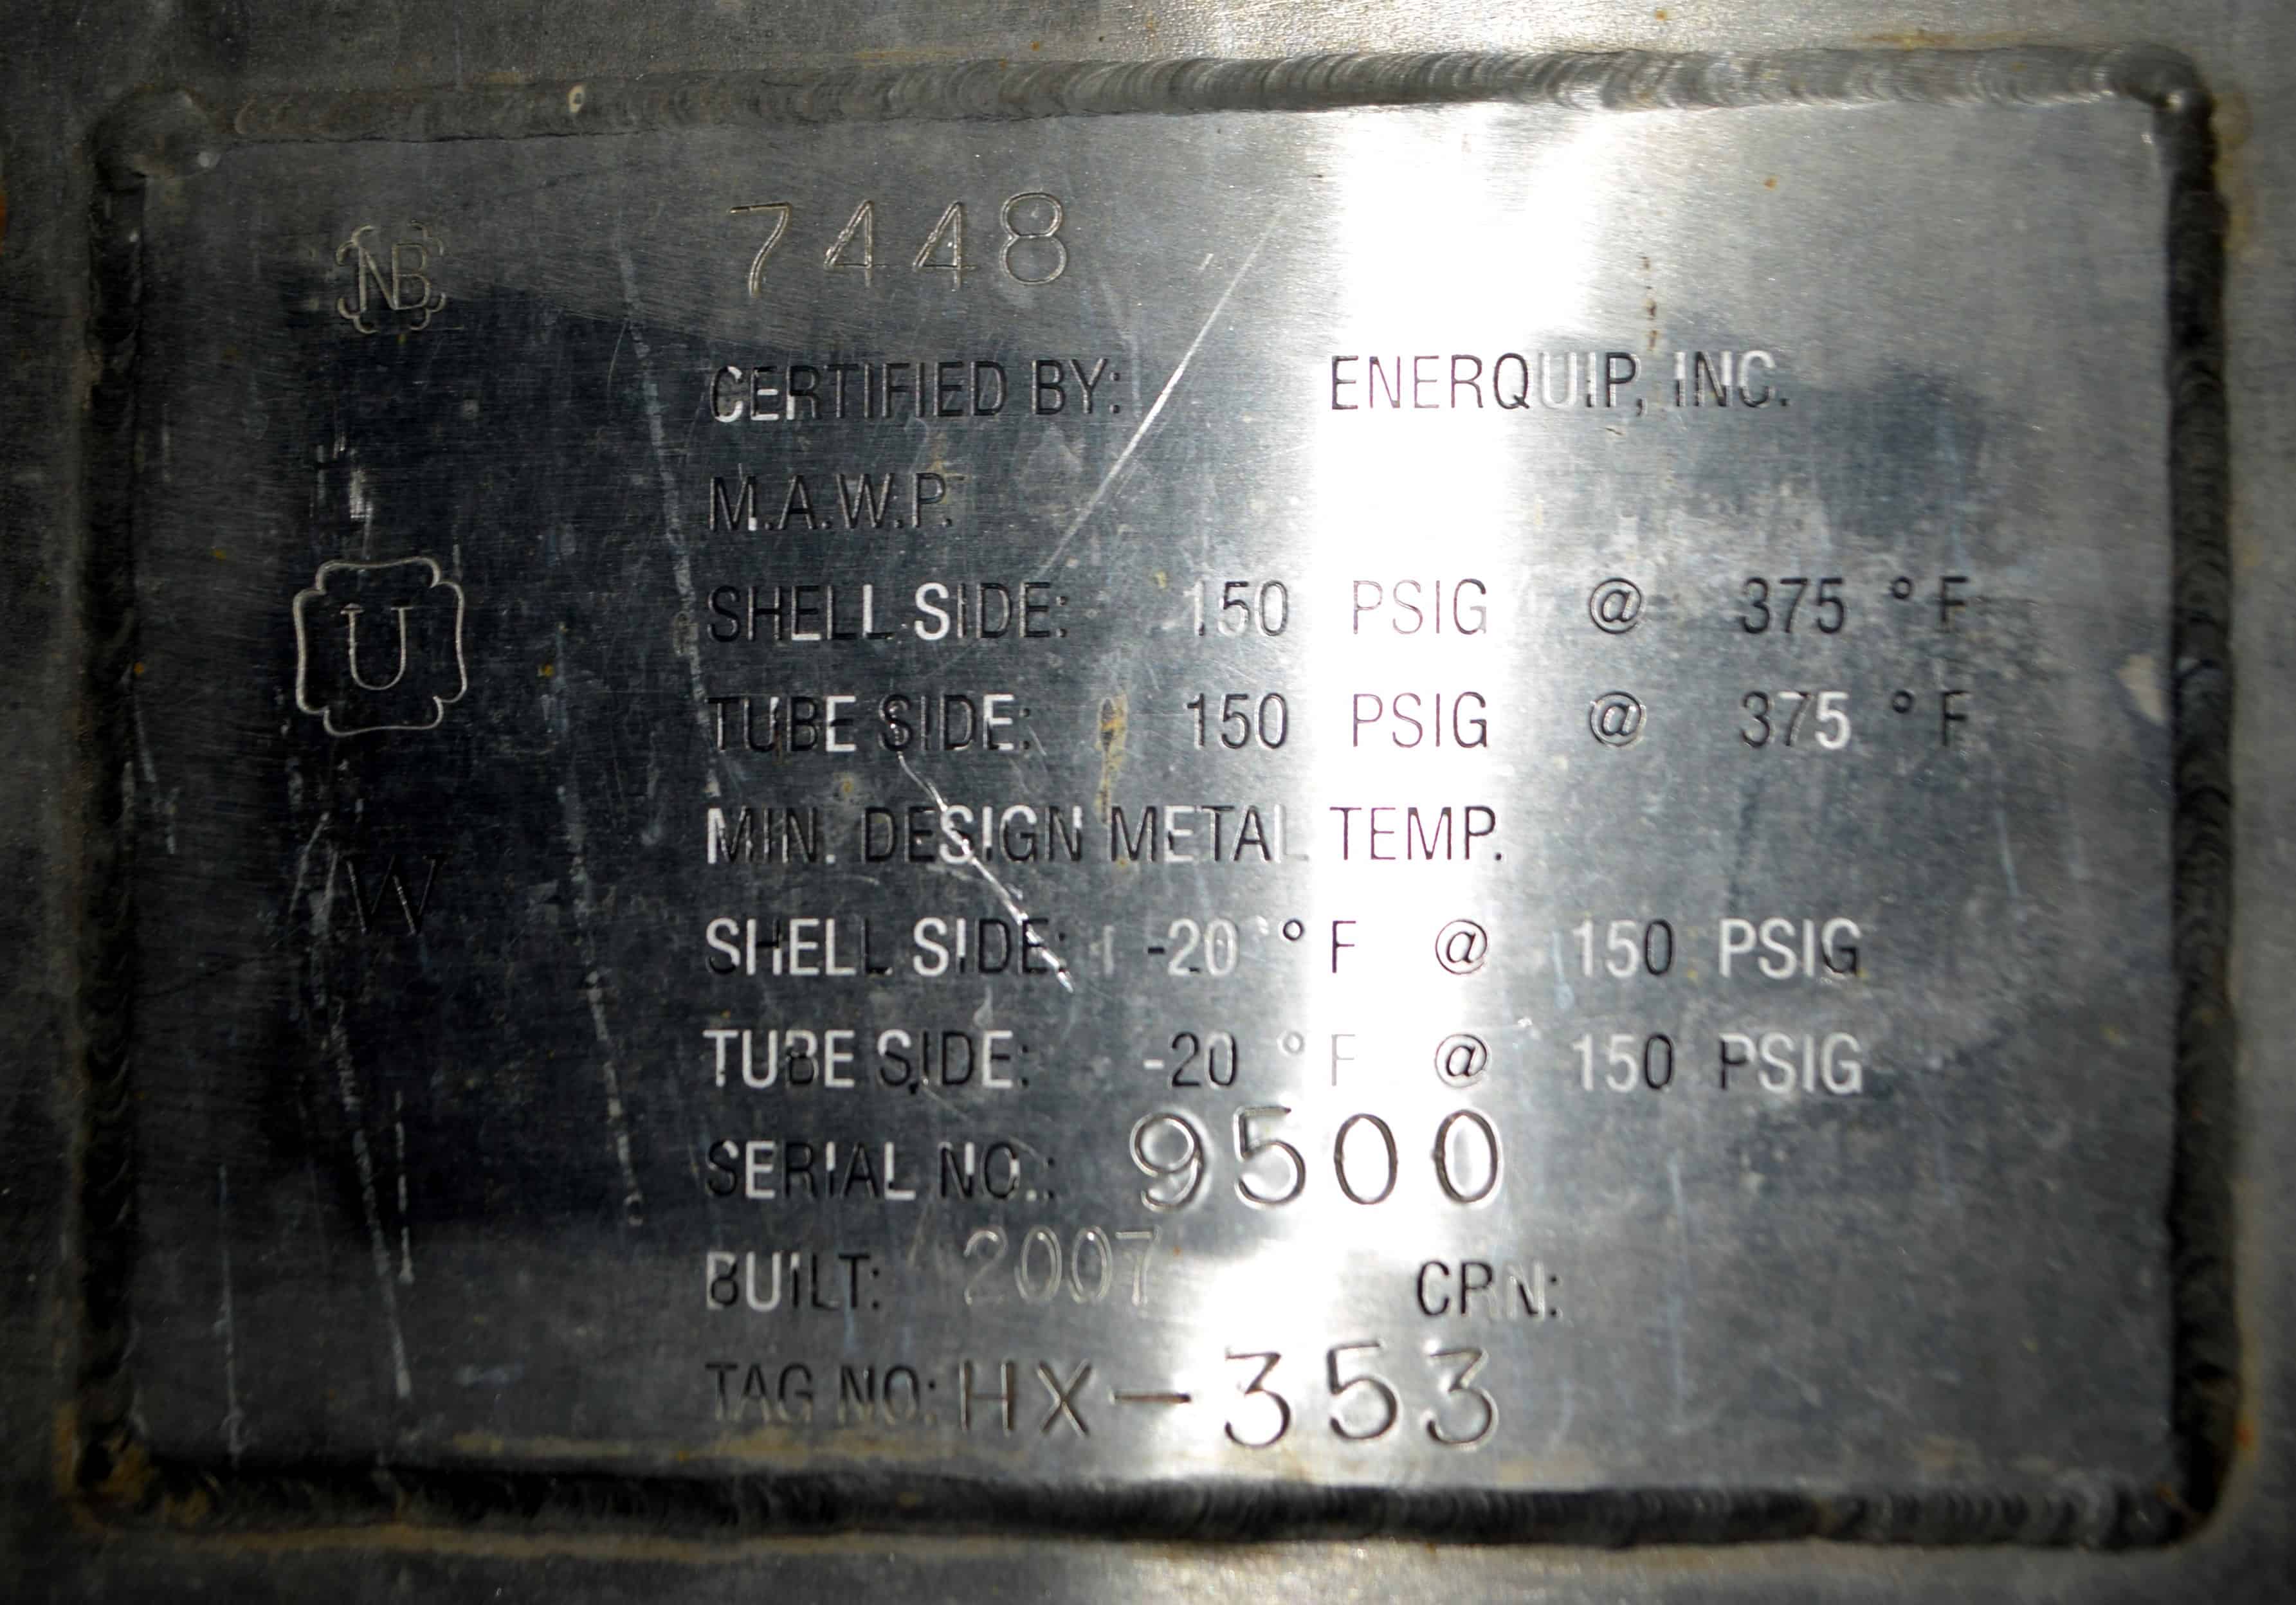 NB 7448
CERTIFIED BY: ENERQUIP, INC.
M.A.W.P.
SHELL SIDE: 150 PSIG @ 375 °F
U
TUBE SIDE: 150 PSIG @ 375 °F
MIN. DESIGN METAL TEMP.
W
SHELL SIDE: -20 °F @ 150 PSIG
TUBE SIDE: -20 °F @ 150 PSIG
SERIAL NO.: 9500
BUILT: 2007 CRN:
TAG NO: HX-353